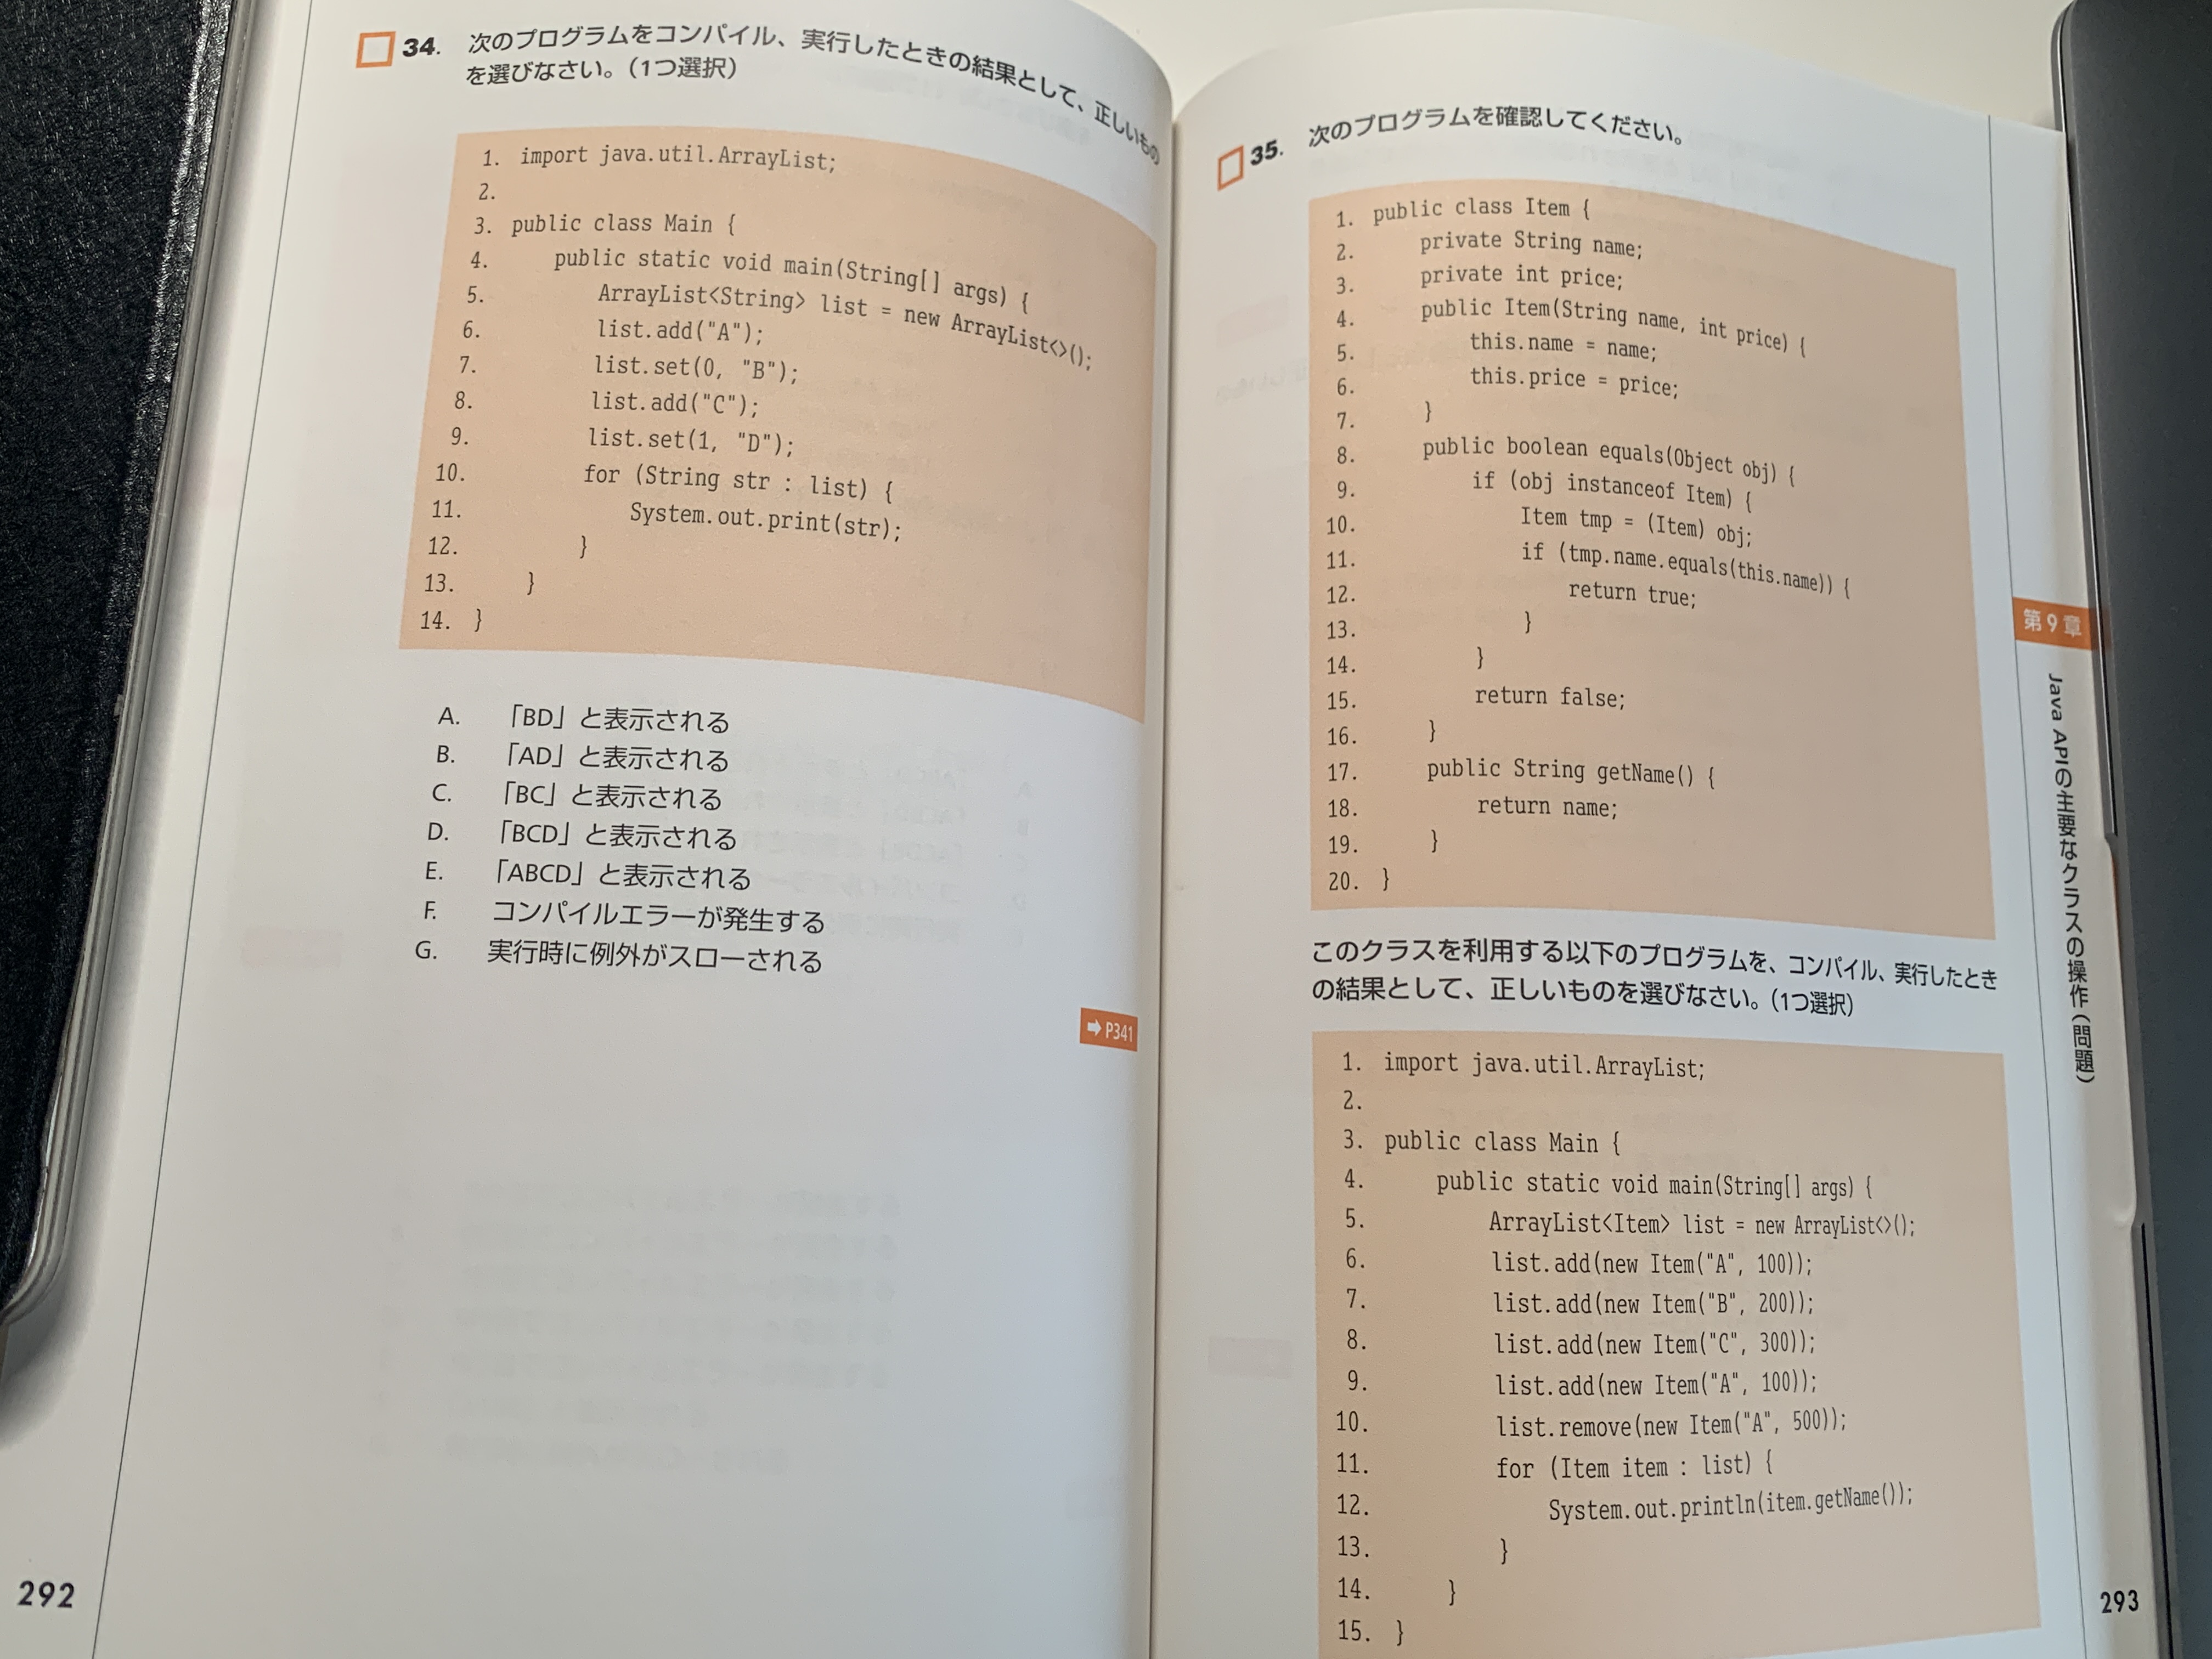 34. 次のプログラムをコンパイル、実行したときの結果として、正しいもの
を選びなさい。（1つ選択）
1. import java.util.ArrayList;
2.
3. public class Main {
4. public static void main(String[] args) {
5. ArrayList<String> list = new ArrayList<>();
6. list.add("A");
7. list.set(0, "B");
8. list.add("C");
9. list.set(1, "D");
10. for (String str : list) {
11. System.out.print(str);
12. }
13. }
14. }
A. 「BD」と表示される
B. 「AD」と表示される
C. 「BC」と表示される
D. 「BCD」と表示される
E. 「ABCD」と表示される
F. コンパイルエラーが発生する
G. 実行時に例外がスローされる
➡ P341
292
35. 次のプログラムを確認してください。
1. public class Item {
2. private String name;
3. private int price;
4. public Item(String name, int price) {
5. this.name = name;
6. this.price = price;
7. }
8. public boolean equals(Object obj) {
9. if (obj instanceof Item) {
10. Item tmp = (Item) obj;
11. if (tmp.name.equals(this.name)) {
12. return true;
13. }
14. }
15. return false;
16. }
17. public String getName() {
18. return name;
19. }
20. }
このクラスを利用する以下のプログラムを、コンパイル、実行したとき
の結果として、正しいものを選びなさい。（1つ選択）
1. import java.util.ArrayList;
2.
3. public class Main {
4. public static void main(String[] args) {
5. ArrayList<Item> list = new ArrayList<>();
6. list.add(new Item("A", 100));
7. list.add(new Item("B", 200));
8. list.add(new Item("C", 300));
9. list.add(new Item("A", 100));
10. list.remove(new Item("A", 500));
11. for (Item item : list) {
12. System.out.println(item.getName());
13. }
14. }
15. }
第9章
Java APIの主要なクラスの操作（問題）
293